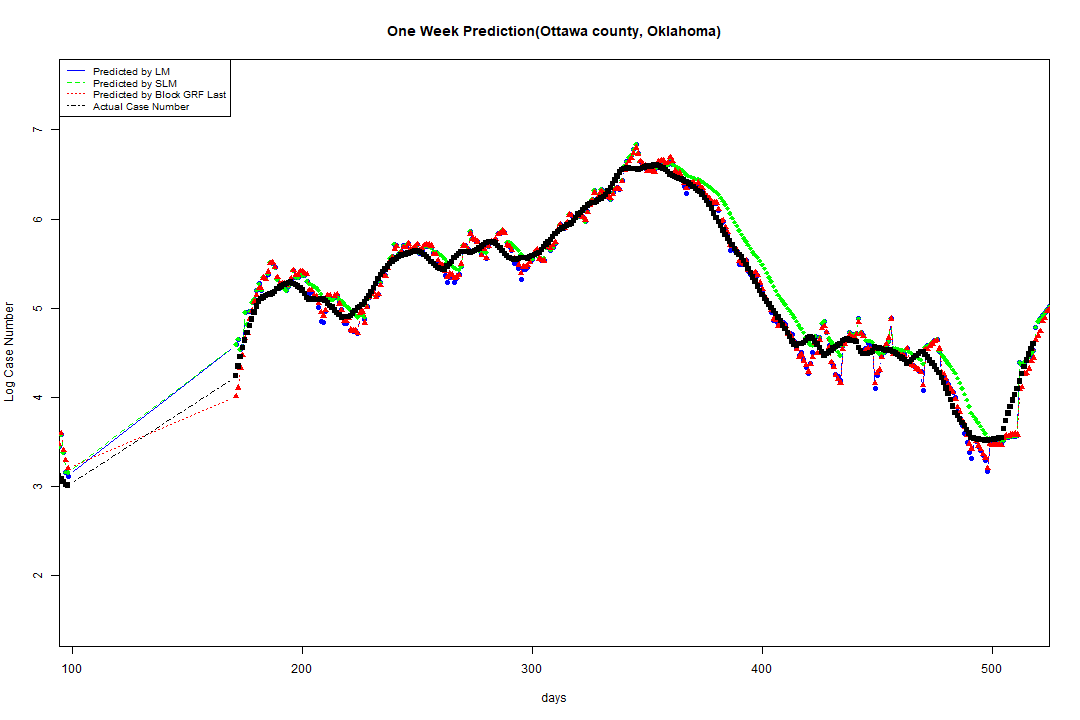 One Week Prediction(Ottawa county, Oklahoma)
Predicted by LM
Predicted by SLM
Predicted by Block GRF Last
Actual Case Number
7
6
5
4
3
2
Log Case Number
100 200 300 400 500
days